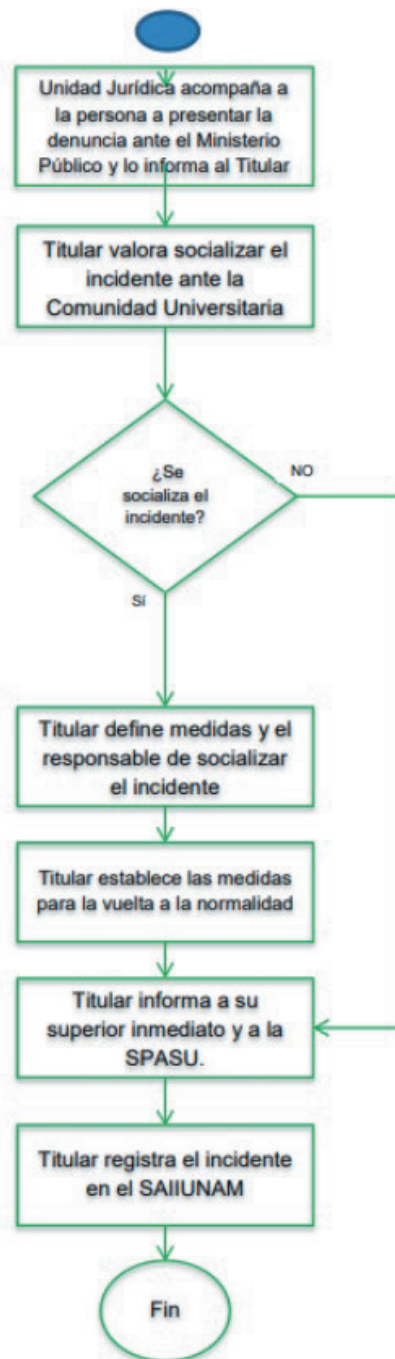 Unidad Jurídica acompaña a
la persona a presentar la
denuncia ante el Ministerio
Público y lo informa al Titular
Titular valora socializar el
incidente ante la
Comunidad Universitaria
¿Se
socializa el
incidente?
NO
Sí
Titular define medidas y el
responsable de socializar
el incidente
Titular establece las medidas
para la vuelta a la normalidad
Titular informa a su
superior inmediato y a la
SPASU.
Titular registra el incidente
en el SAIIUNAM
Fin